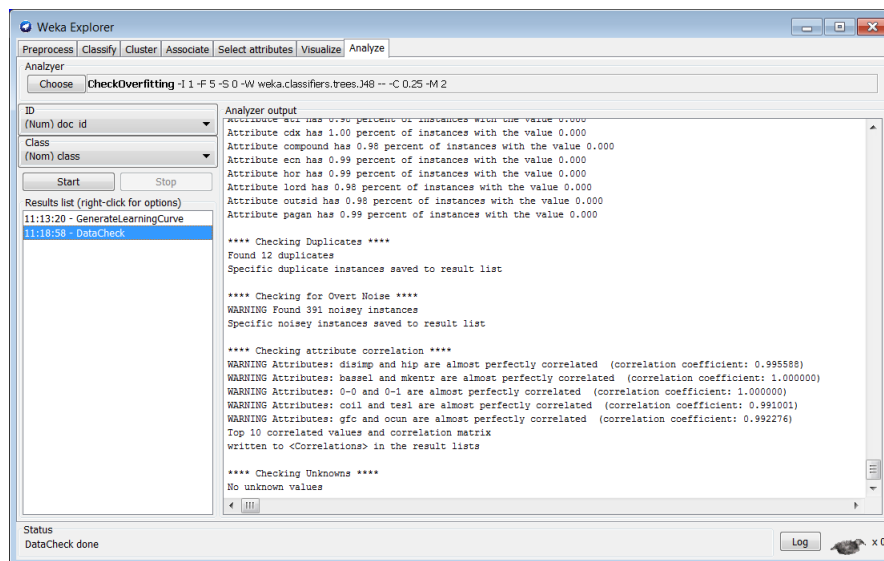 Weka Explorer
Preprocess Classify Cluster Associate Select attributes Visualize Analyze
Analzyer
Choose CheckOverfitting -I 1 -F 5 -S 0 -W weka.classifiers.trees.J48 -- -C 0.25 -M 2
ID
(Num) doc_id
Class
(Nom) class
Start Stop
Results list (right-click for options)
11:13:20 - GenerateLearningCurve
11:18:58 - DataCheck
Analyzer output
percent of instances with the value 0.000
Attribute cdx has 1.00 percent of instances with the value 0.000
Attribute compound has 0.98 percent of instances with the value 0.000
Attribute ecn has 0.99 percent of instances with the value 0.000
Attribute hor has 0.99 percent of instances with the value 0.000
Attribute lord has 0.98 percent of instances with the value 0.000
Attribute outsid has 0.98 percent of instances with the value 0.000
Attribute pagan has 0.99 percent of instances with the value 0.000
**** Checking Duplicates ****
Found 12 duplicates
Specific duplicate instances saved to result list
**** Checking for Overt Noise ****
WARNING Found 391 noisey instances
Specific noisey instances saved to result list
**** Checking attribute correlation ****
WARNING Attributes: disimp and hip are almost perfectly correlated (correlation coefficient: 0.995588)
WARNING Attributes: bassel and mkentr are almost perfectly correlated (correlation coefficient: 1.000000)
WARNING Attributes: 0-0 and 0-1 are almost perfectly correlated (correlation coefficient: 1.000000)
WARNING Attributes: coil and tesl are almost perfectly correlated (correlation coefficient: 0.991001)
WARNING Attributes: gfc and ocun are almost perfectly correlated (correlation coefficient: 0.992276)
Top 10 correlated values and correlation matrix
written to <Correlations> in the result lists
**** Checking Unknowns ****
No unknown values
Status
DataCheck done
Log x 0